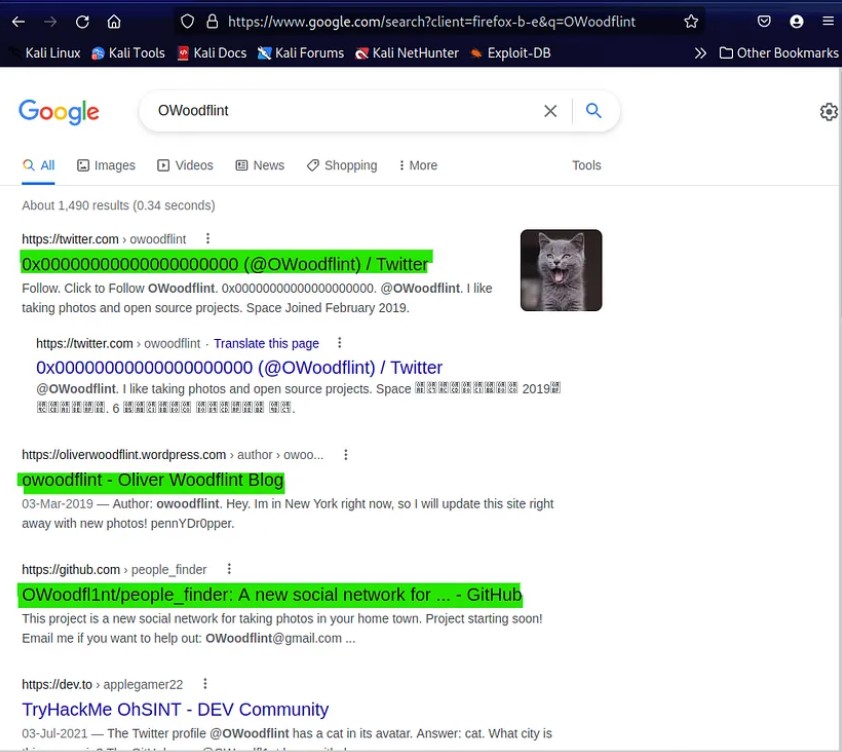 https://www.google.com/search?client=firefox-b-e&q=OWoodflint
Kali Linux Kali Tools Kali Docs Kali Forums Kali NetHunter Exploit-DB Other Bookmarks
Google OWoodflint
All Images Videos News Shopping More Tools
About 1,490 results (0.34 seconds)
https://twitter.com › owoodflint
0x00000000000000000000 (@OWoodflint) / Twitter
Follow. Click to Follow OWoodflint. 0x00000000000000000000. @OWoodflint. I like
taking photos and open source projects. Space Joined February 2019.
https://twitter.com › owoodflint · Translate this page
0x00000000000000000000 (@OWoodflint) / Twitter
@OWoodflint. I like taking photos and open source projects. Space 2019
. 6 .
https://oliverwoodflint.wordpress.com › author › owoo...
owoodflint - Oliver Woodflint Blog
03-Mar-2019 — Author: owoodflint. Hey. Im in New York right now, so I will update this site right
away with new photos! pennYDr0pper.
https://github.com › people_finder
OWoodfl1nt/people_finder: A new social network for ... - GitHub
This project is a new social network for taking photos in your home town. Project starting soon!
Email me if you want to help out: OWoodflint@gmail.com ...
https://dev.to › applegamer22
TryHackMe OhSINT - DEV Community
03-Jul-2021 — The Twitter profile @OWoodflint has a cat in its avatar. Answer: cat. What city is